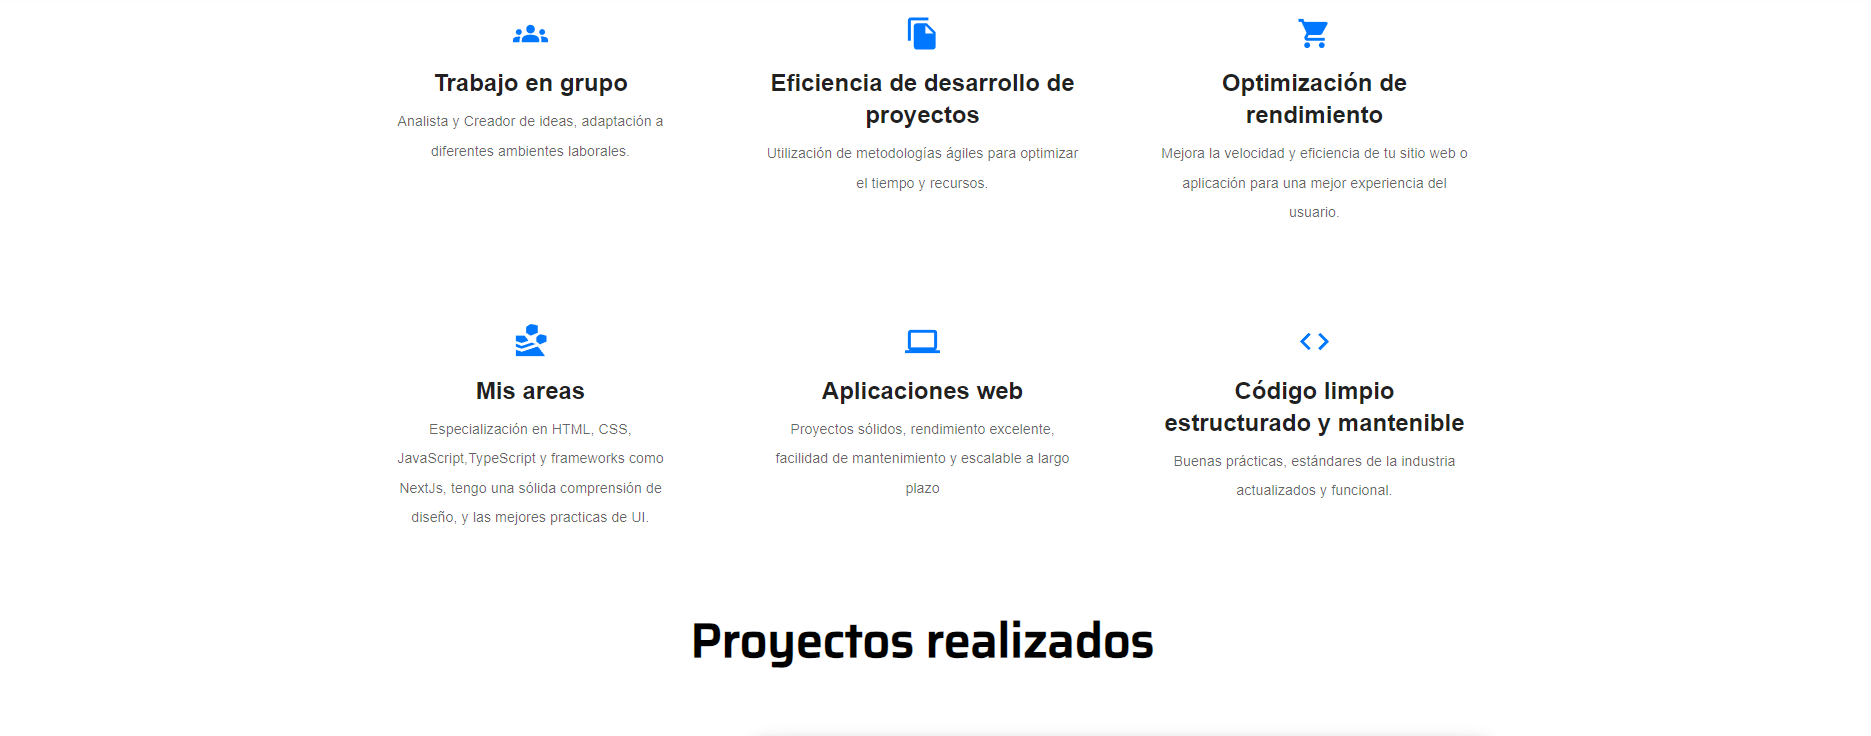 Trabajo en grupo
Analista y Creador de ideas, adaptación a
diferentes ambientes laborales.
Eficiencia de desarrollo de
proyectos
Utilización de metodologías ágiles para optimizar
el tiempo y recursos.
Optimización de
rendimiento
Mejora la velocidad y eficiencia de tu sitio web o
aplicación para una mejor experiencia del
usuario.
Mis areas
Especialización en HTML, CSS,
JavaScript,TypeScript y frameworks como
NextJs, tengo una sólida comprensión de
diseño, y las mejores practicas de UI.
Aplicaciones web
Proyectos sólidos, rendimiento excelente,
facilidad de mantenimiento y escalable a largo
plazo
Código limpio
estructurado y mantenible
Buenas prácticas, estándares de la industria
actualizados y funcional.
Proyectos realizados